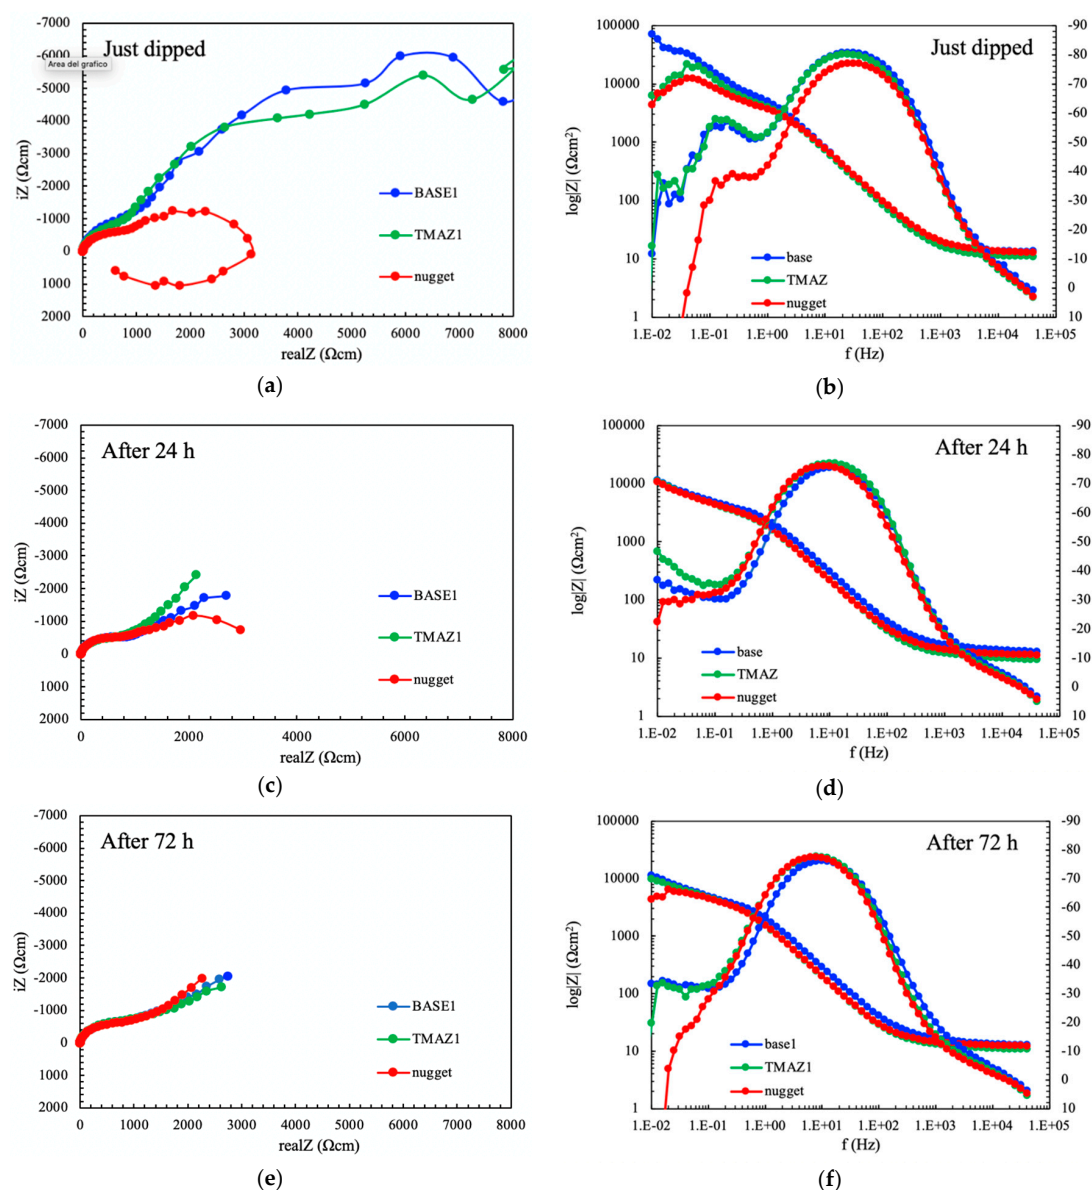 Just dipped
Area del grafico
-7000
-6000
-5000
-4000
-3000
-2000
-1000
0
1000
2000
iZ (Ωcm)
0 1000 2000 3000 4000 5000 6000 7000 8000
realZ (Ωcm)
BASE1
TMAZ1
nugget
(a)
Just dipped
100000
10000
1000
100
10
1
log|Z| (Ωcm²)
-90
-80
-70
-60
-50
-40
-30
-20
-10
0
10
1.E-02 1.E-01 1.E+00 1.E+01 1.E+02 1.E+03 1.E+04 1.E+05
f (Hz)
base
TMAZ
nugget
(b)
After 24 h
-7000
-6000
-5000
-4000
-3000
-2000
-1000
0
1000
2000
iZ (Ωcm)
0 2000 4000 6000 8000
realZ (Ωcm)
BASE1
TMAZ1
nugget
(c)
After 24 h
100000
10000
1000
100
10
1
log|Z| (Ωcm²)
-90
-80
-70
-60
-50
-40
-30
-20
-10
0
10
1.E-02 1.E-01 1.E+00 1.E+01 1.E+02 1.E+03 1.E+04 1.E+05
f (Hz)
base
TMAZ
nugget
(d)
After 72 h
-7000
-6000
-5000
-4000
-3000
-2000
-1000
0
1000
2000
iZ (Ωcm)
0 1000 2000 3000 4000 5000 6000 7000 8000
realZ (Ωcm)
BASE1
TMAZ1
nugget
(e)
After 72 h
100000
10000
1000
100
10
1
log|Z| (Ωcm²)
-90
-80
-70
-60
-50
-40
-30
-20
-10
0
10
1.E-02 1.E-01 1.E+00 1.E+01 1.E+02 1.E+03 1.E+04 1.E+05
f (Hz)
base1
TMAZ1
nugget
(f)